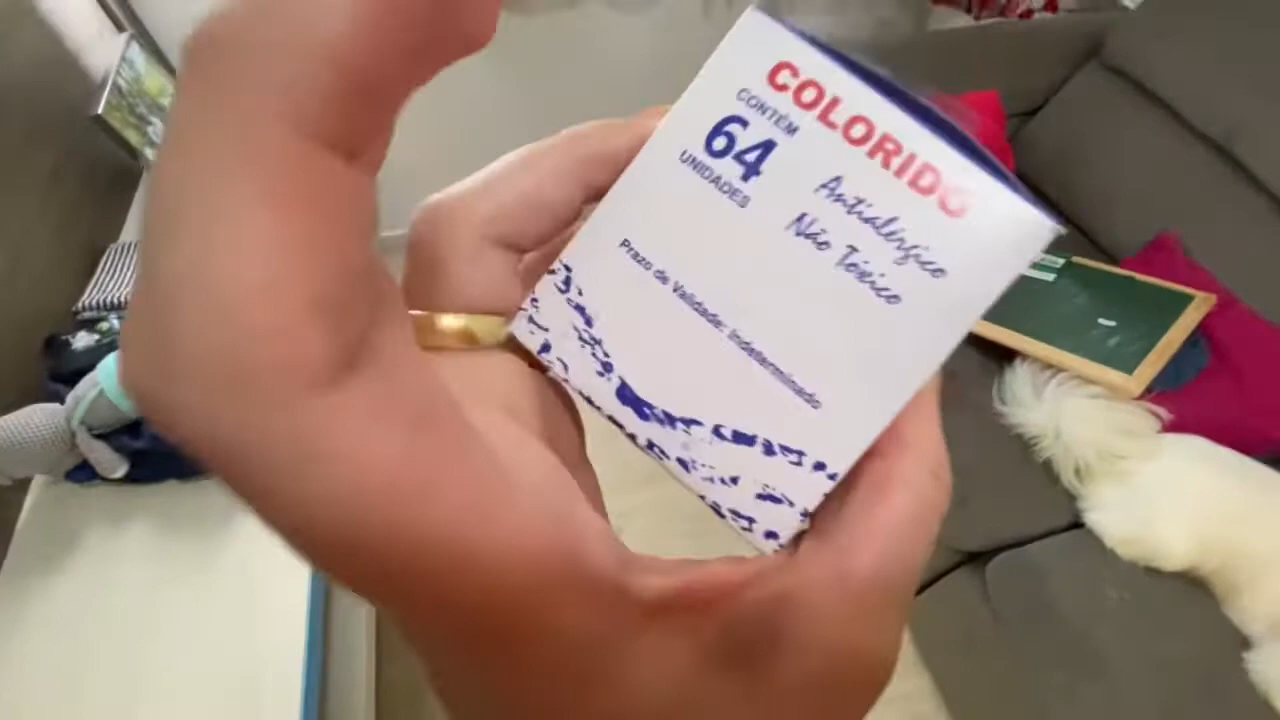 COLORIDO
CONTÉM
64
UNIDADES
Antialérgico
Não Tóxico
Prazo de Validade: Indeterminado